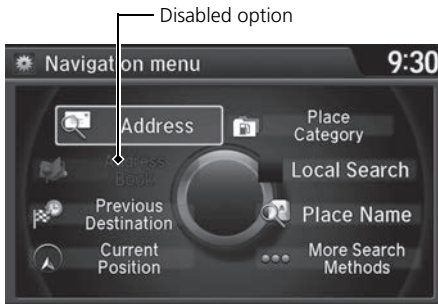 Disabled option
Navigation menu
9:30
Address
Place
Category
Address
Book
Local Search
Previous
Destination
Place Name
Current
Position
More Search
Methods